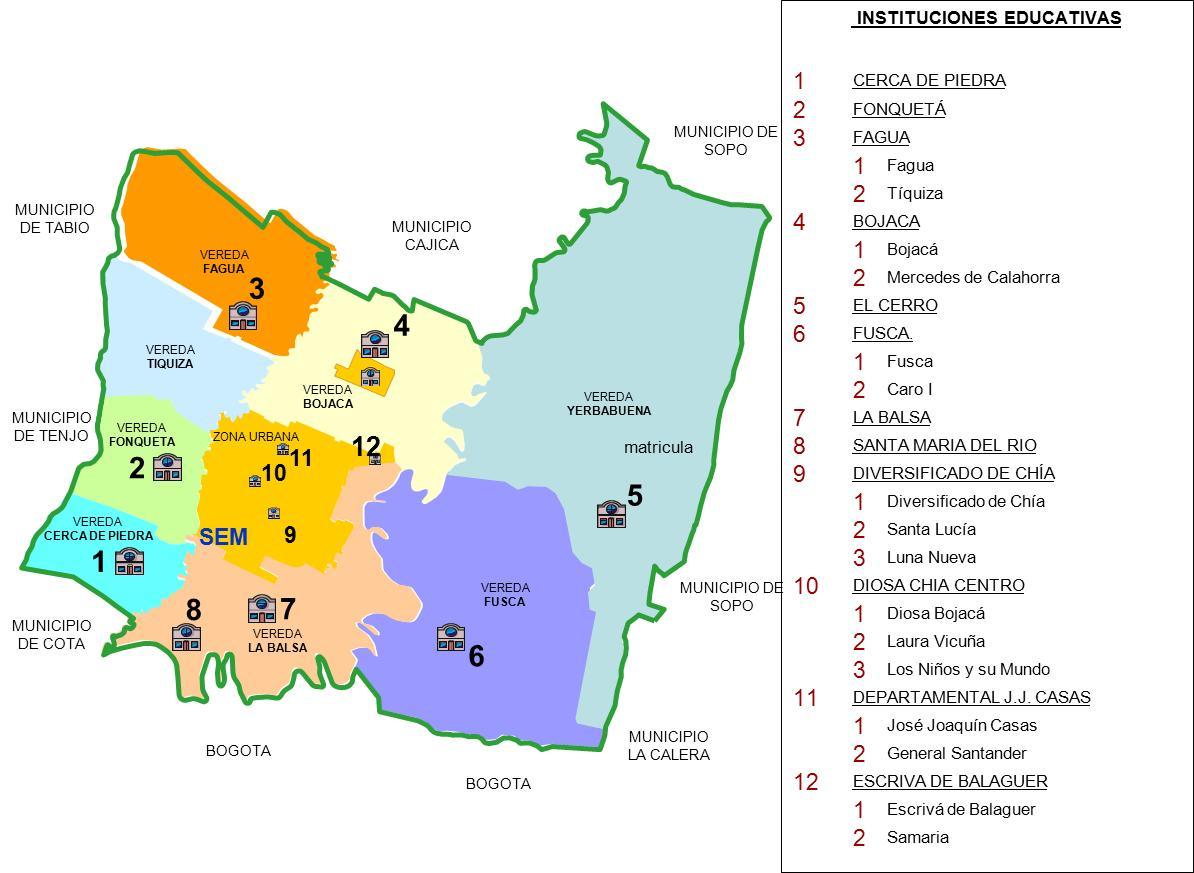 INSTITUCIONES EDUCATIVAS
1 CERCA DE PIEDRA
2 FONQUETÁ
3 FAGUA
1 Fagua
2 Tíquiza
4 BOJACA
1 Bojacá
2 Mercedes de Calahorra
5 EL CERRO
6 FUSCA.
1 Fusca
2 Caro I
7 LA BALSA
8 SANTA MARIA DEL RIO
9 DIVERSIFICADO DE CHÍA
1 Diversificado de Chía
2 Santa Lucía
3 Luna Nueva
10 DIOSA CHIA CENTRO
1 Diosa Bojacá
2 Laura Vicuña
3 Los Niños y su Mundo
11 DEPARTAMENTAL J.J. CASAS
1 José Joaquín Casas
2 General Santander
12 ESCRIVA DE BALAGUER
1 Escrivá de Balaguer
2 Samaria
MUNICIPIO DE
SOPO
MUNICIPIO
DE TABIO
MUNICIPIO
CAJICA
VEREDA
FAGUA
3
4
VEREDA
TIQUIZA
VEREDA
BOJACA
VEREDA
YERBABUENA
MUNICIPIO
DE TENJO
VEREDA
FONQUETA
2
ZONA URBANA
12
11
10
matricula
5
VEREDA
CERCA DE PIEDRA
1
SEM
9
VEREDA
FUSCA
MUNICIPIO DE
SOPO
MUNICIPIO
DE COTA
8
7
VEREDA
LA BALSA
6
BOGOTA
MUNICIPIO
LA CALERA
BOGOTA